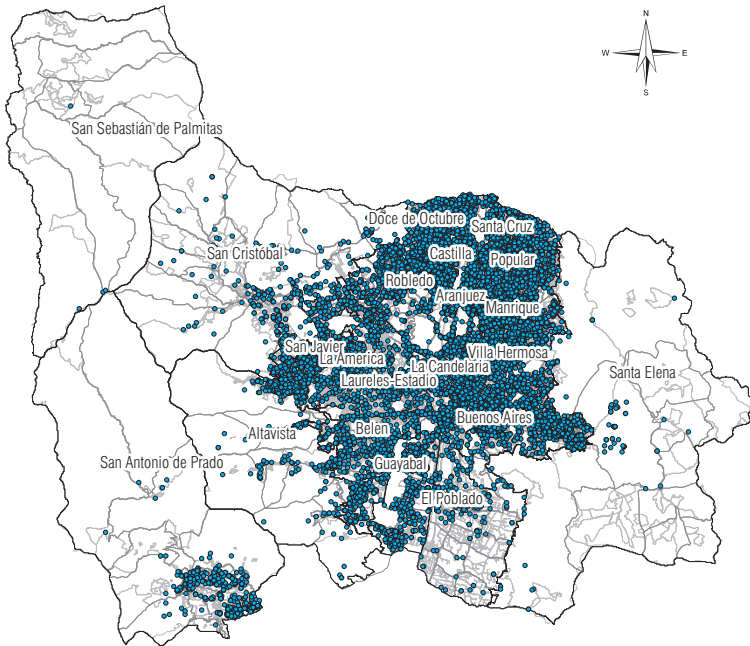 N
W E
S
San Sebastián de Palmitas
Doce de Octubre
Santa Cruz
San Cristóbal
Castilla
Popular
Robledo
Aranjuez
Manrique
San Javier
La America
Villa Hermosa
La Candelaria
Santa Elena
Laureles-Estadio
Buenos Aires
Altavista
Belén
San Antonio de Prado
Guayabal
El Poblado